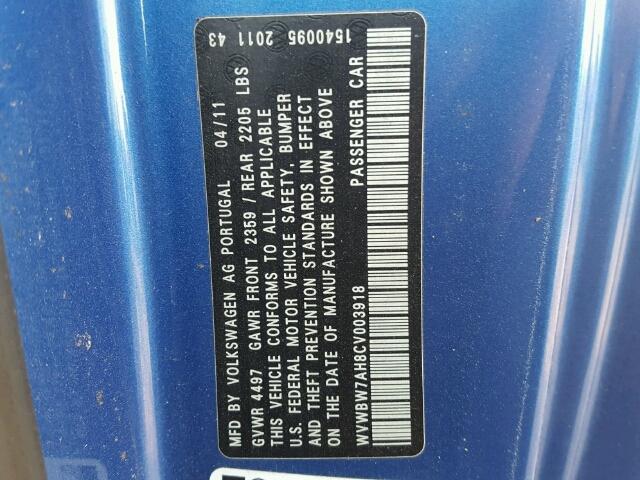 1540095 2011 43
MFD BY VOLKSWAGEN AG PORTUGAL 04/11
GVWR 4497 GAWR FRONT 2359 / REAR 2205 LBS
THIS VEHICLE CONFORMS TO ALL APPLICABLE
U.S. FEDERAL MOTOR VEHICLE SAFETY, BUMPER
AND THEFT PREVENTION STANDARDS IN EFFECT
ON THE DATE OF MANUFACTURE SHOWN ABOVE
PASSENGER CAR
WVWBW7AH8CV003918